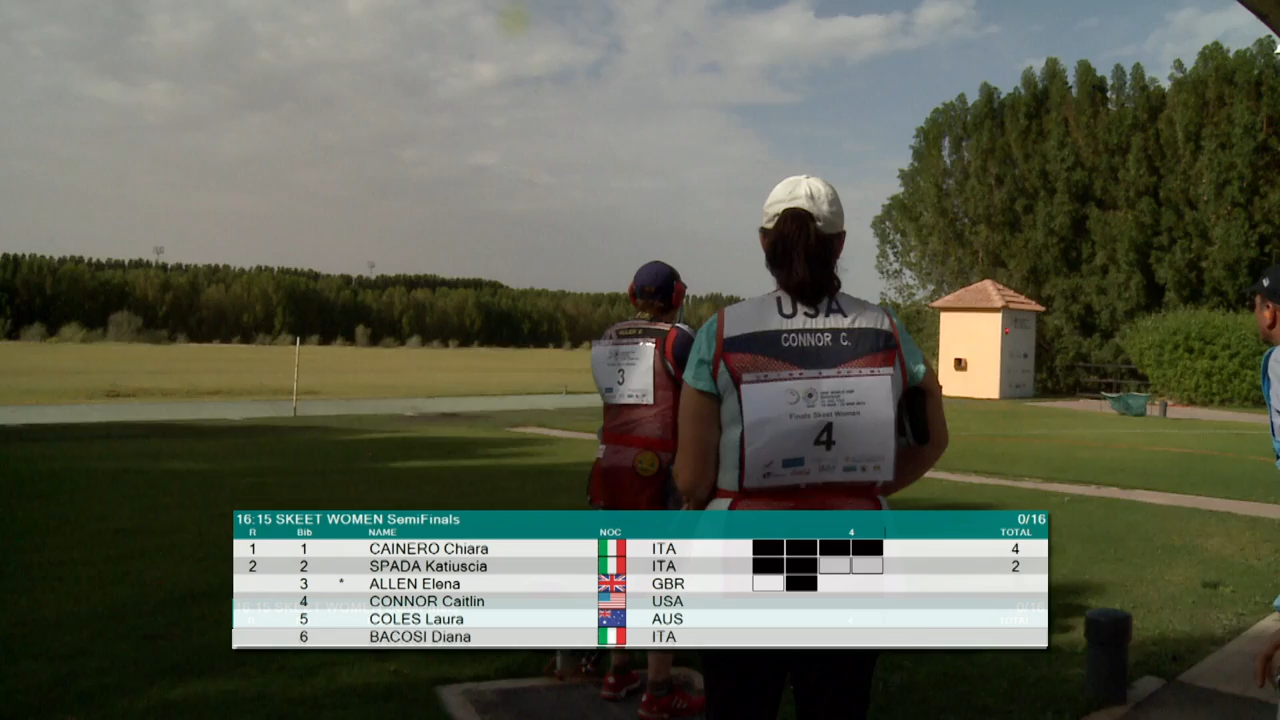 USA
CONNOR C.
3
Finals Skeet Women
4
16:15 SKEET WOMEN SemiFinals 0/16
R Bib NAME NOC 4 TOTAL
1 1 CAINERO Chiara ITA 4
2 2 SPADA Katiuscia ITA 2
3 * ALLEN Elena GBR
4 CONNOR Caitlin USA
5 COLES Laura AUS
6 BACOSI Diana ITA